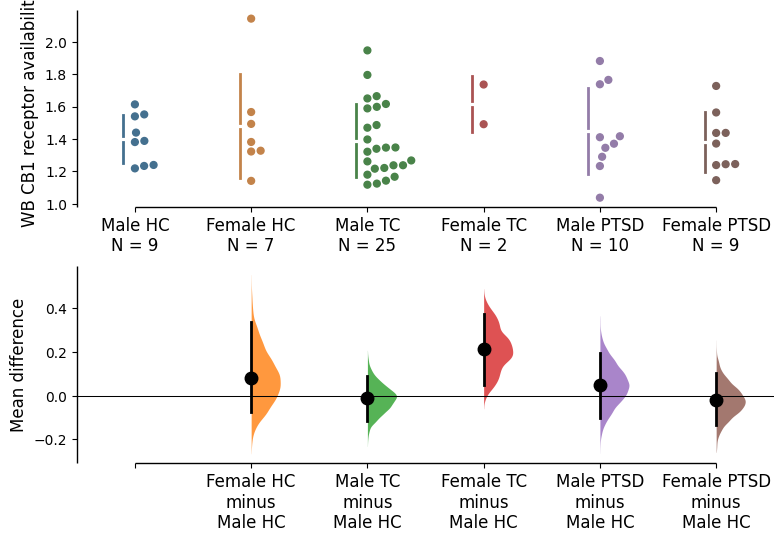 WB CB1 receptor availabilit
2.0
1.8
1.6
1.4
1.2
1.0
Male HC
N = 9
Female HC
N = 7
Male TC
N = 25
Female TC
N = 2
Male PTSD
N = 10
Female PTSD
N = 9
Mean difference
0.4
0.2
0.0
−0.2
Female HC
minus
Male HC
Male TC
minus
Male HC
Female TC
minus
Male HC
Male PTSD
minus
Male HC
Female PTSD
minus
Male HC